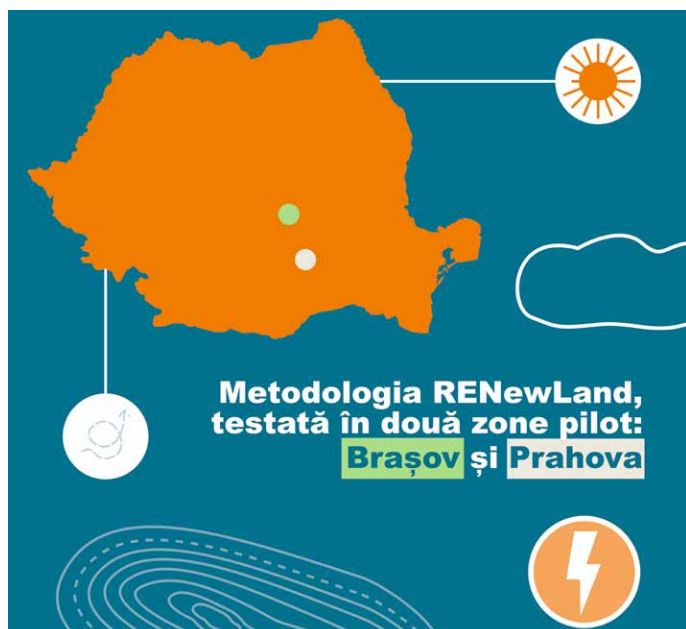 Metodologia RENewLand,
testată în două zone pilot:
Brașov și Prahova